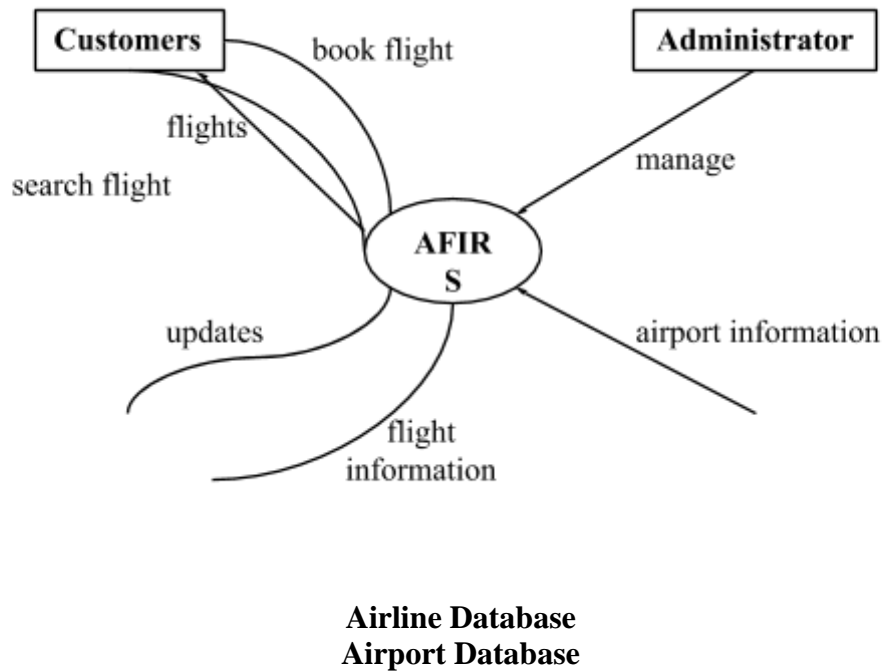 Customers
book flight
Administrator
flights
manage
search flight
AFIR
S
updates
airport information
flight
information
Airline Database
Airport Database